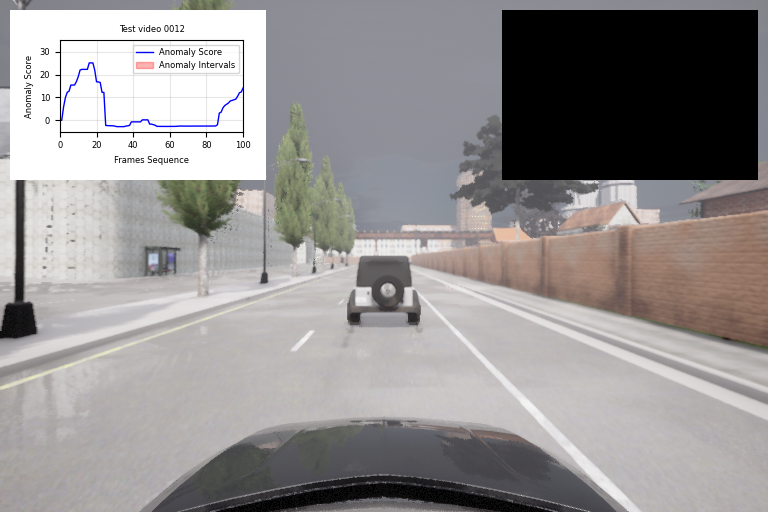 Test video 0012
Anomaly Score
Anomaly Intervals
Anomaly Score
30
20
10
0
0 20 40 60 80 100
Frames Sequence